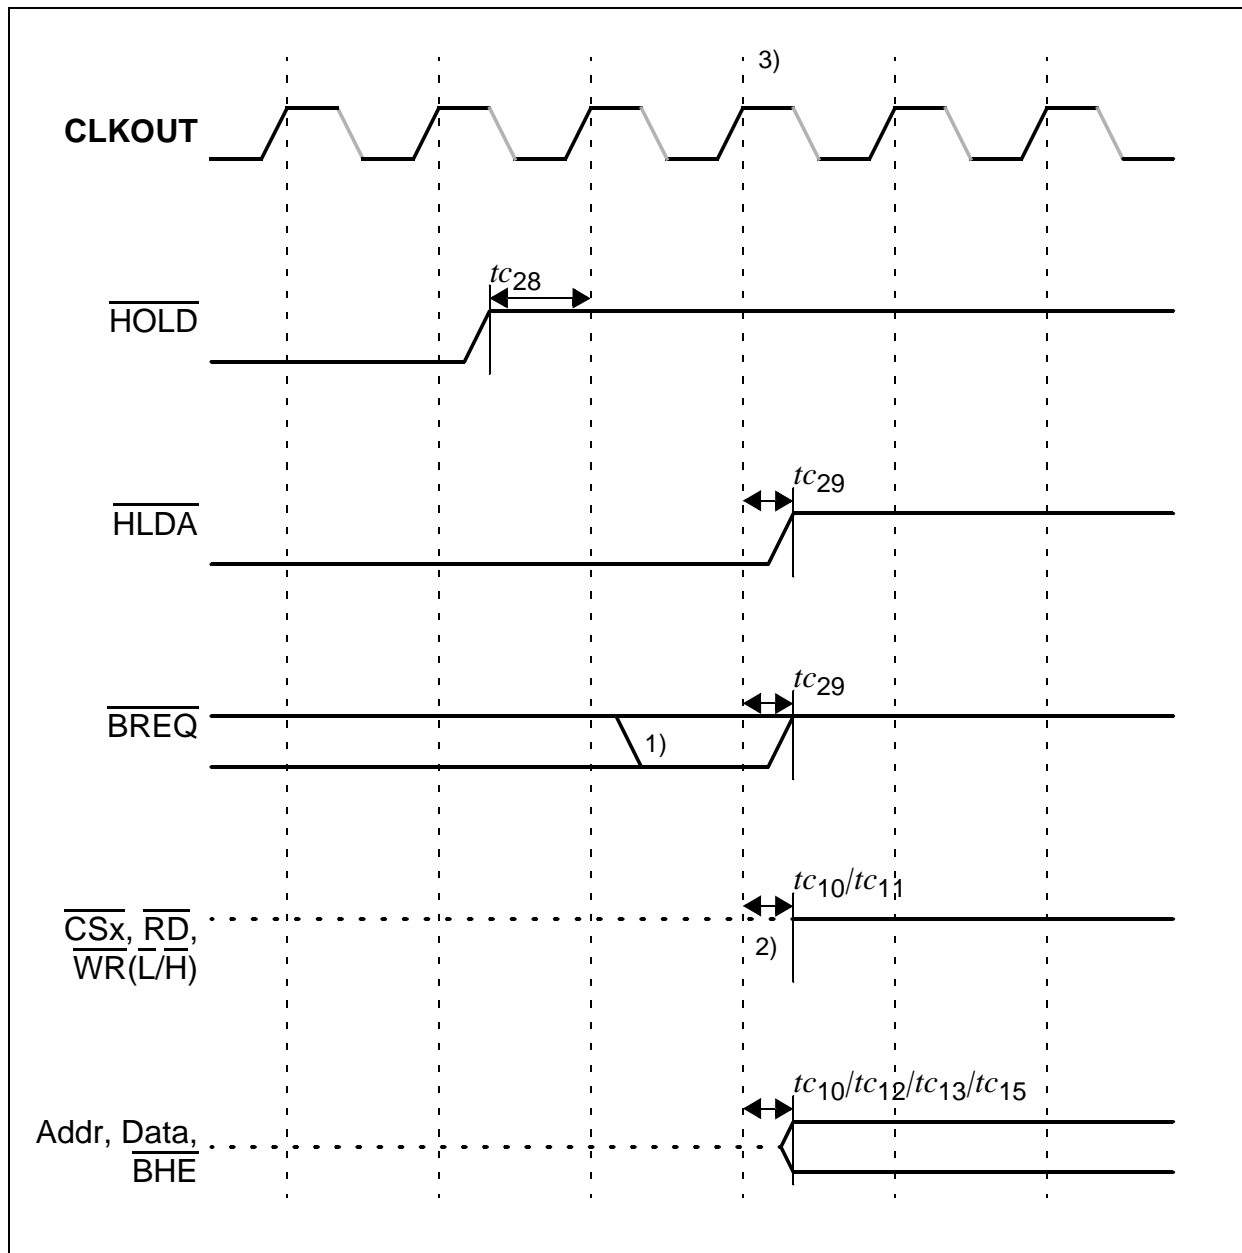 3)
CLKOUT
tc28
HOLD
tc29
HLDA
tc29
BREQ
1)
tc10/tc11
CSx, RD,
WR(L/H)
2)
tc10/tc12/tc13/tc15
Addr, Data,
BHE